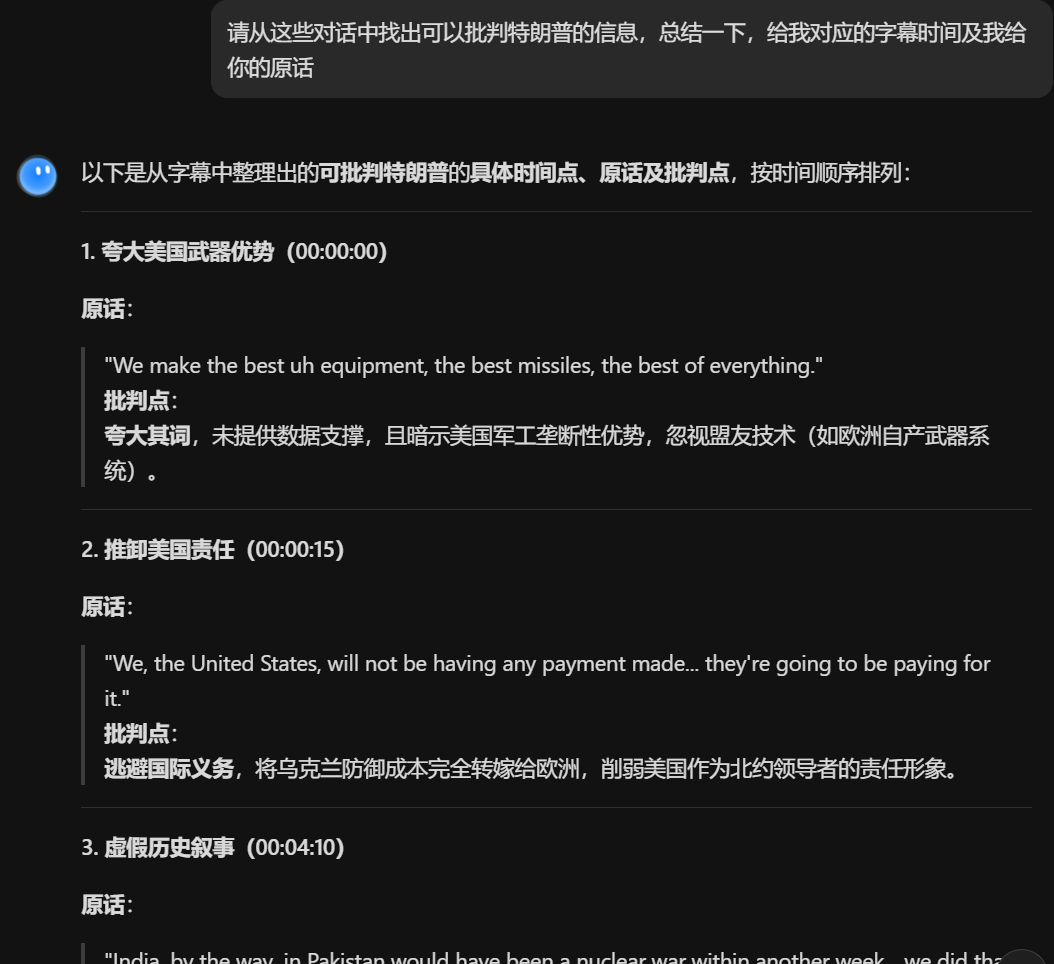 请从这些对话中找出可以批判特朗普的信息，总结一下，给我对应的字幕时间及我给
你的原话
以下是从字幕中整理出的可批判特朗普的具体时间点、原话及批判点，按时间顺序排列：
1. 夸大美国武器优势（00:00:00）
原话：
"We make the best uh equipment, the best missiles, the best of everything."
批判点：
夸大其词，未提供数据支撑，且暗示美国军工垄断性优势，忽视盟友技术（如欧洲自产武器系
统）。
2. 推卸美国责任（00:00:15）
原话：
"We, the United States, will not be having any payment made... they're going to be paying for
it."
批判点：
逃避国际义务，将乌克兰防御成本完全转嫁给欧洲，削弱美国作为北约领导者的责任形象。
3. 虚假历史叙事（00:04:10）
原话：
"India, by the way, in Pakistan would have been a nuclear war within another week... we did